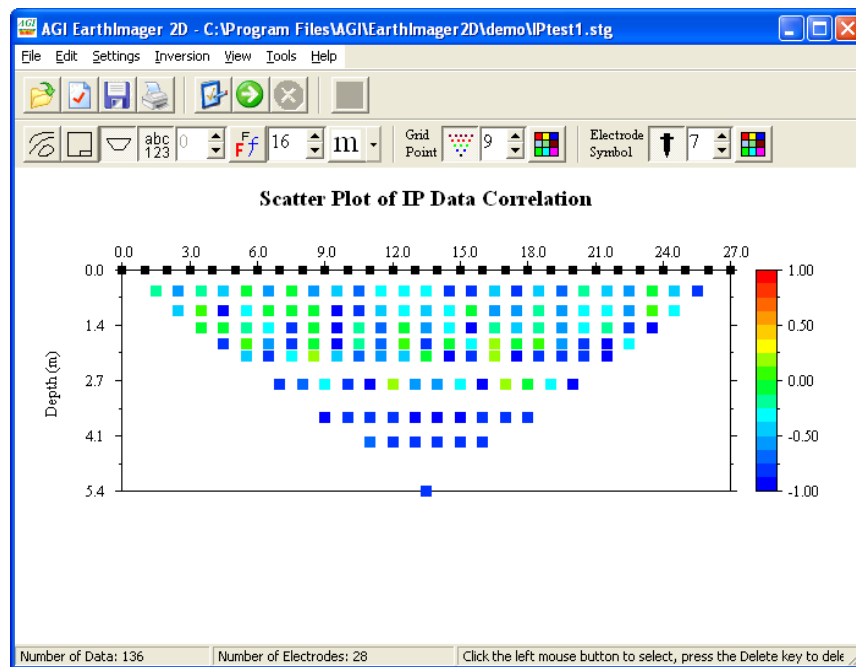 AGI EarthImager 2D - C:\Program Files\AGI\EarthImager2D\demo\IPtest1.stg
File Edit Settings Inversion View Tools Help
abc 0 F F f 16 m Grid 9 Electrode 7
123 Point Symbol
Scatter Plot of IP Data Correlation
0.0 3.0 6.0 9.0 12.0 15.0 18.0 21.0 24.0 27.0
0.0 1.00
1.4 0.50
2.7 0.00
4.1 -0.50
5.4 -1.00
Depth (m)
Number of Data: 136 Number of Electrodes: 28 Click the left mouse button to select, press the Delete key to dele